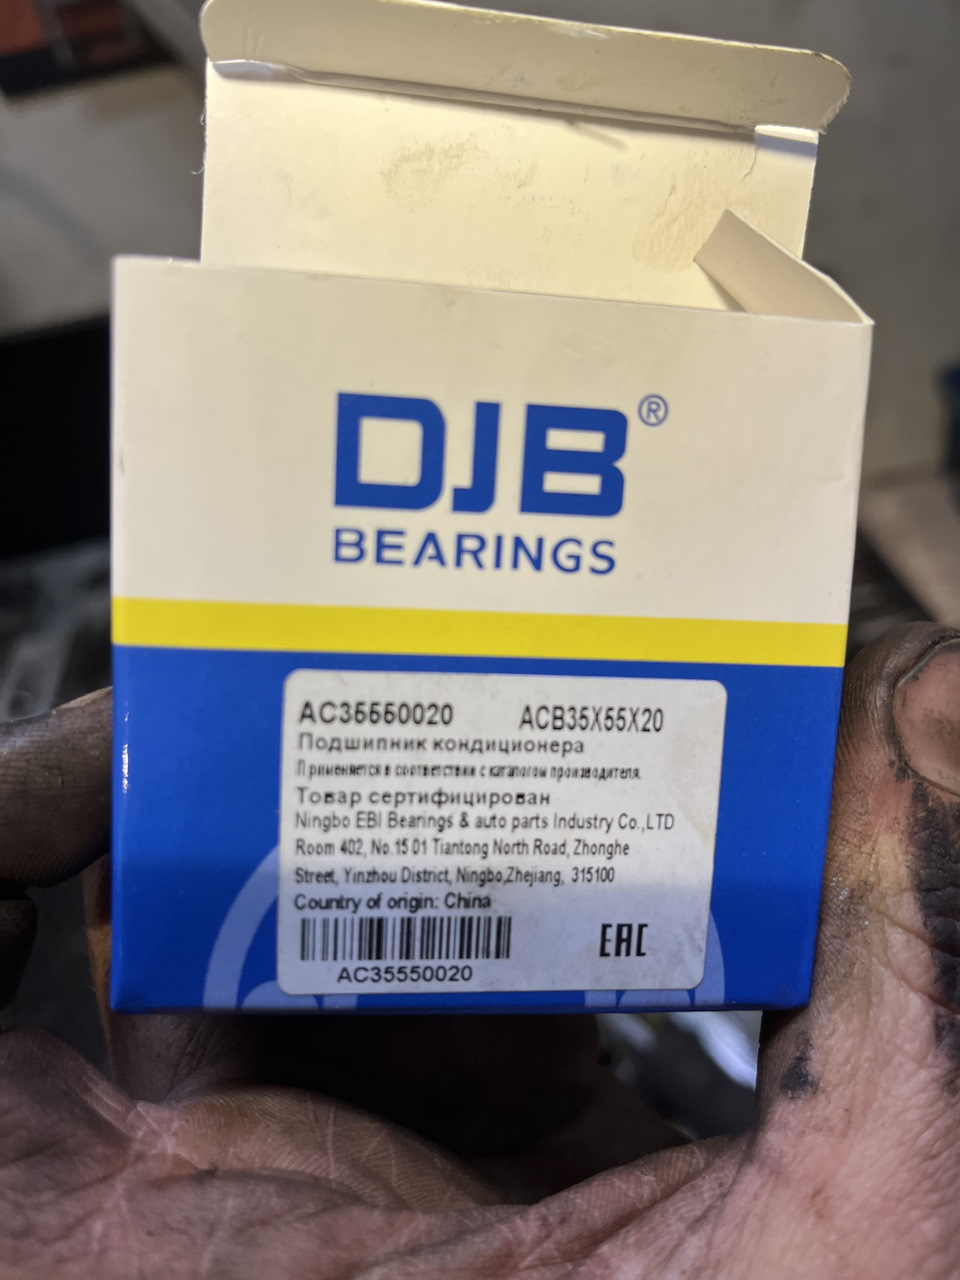 DJB®
BEARINGS
AC35550020 ACB35X55X20
Подшипник кондиционера
Применяется в соответствии с каталогом производителя.
Товар сертифицирован
Ningbo EBI Bearings & auto parts Industry Co.,LTD
Room 402, No.15 01 Tiantong North Road, Zhonghe
Street, Yinzhou District, Ningbo,Zhejiang, 315100
Country of origin: China
EAC
AC35550020